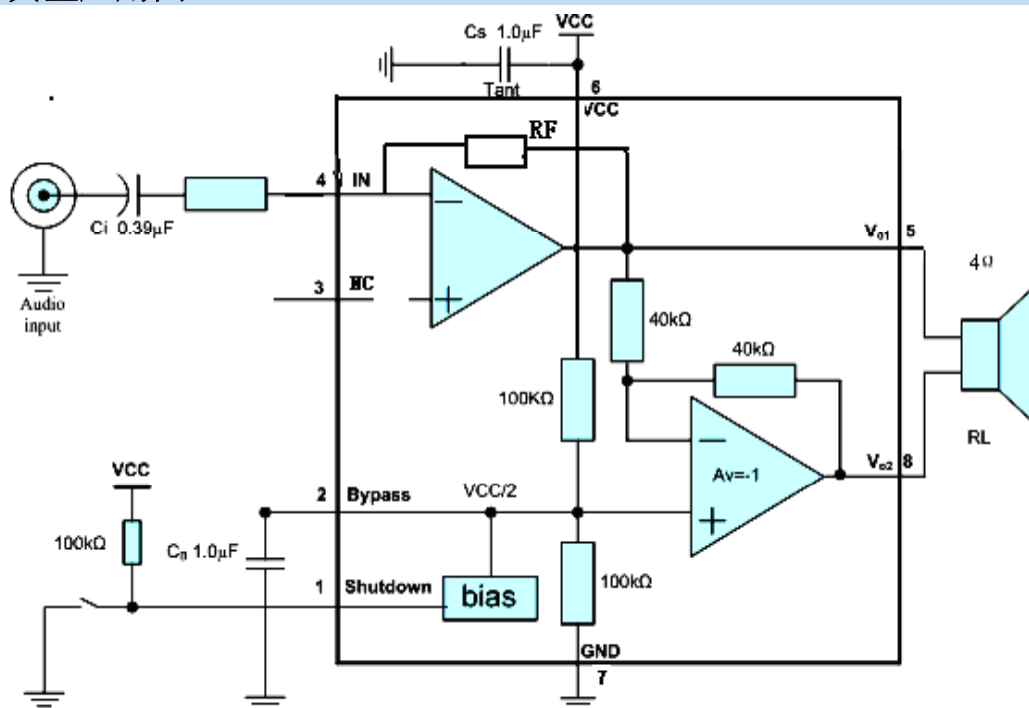 Cs 1.0µF
VCC
Tant
6
VCC
RF
4 IN
Ci 0.39µF
Vo1 5
4Ω
3 NC
Audio
input
40kΩ
40kΩ
100KΩ
RL
Av=-1
Vo2 8
VCC
2 Bypass
VCC/2
100kΩ
1.0µF
1 Shutdown
bias
100kΩ
GND
7